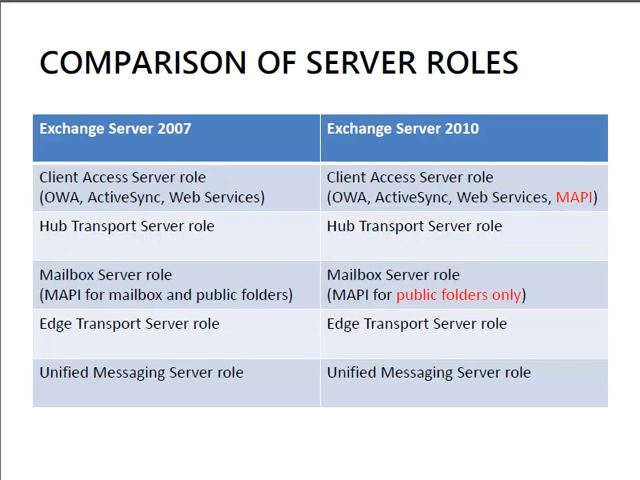 COMPARISON OF SERVER ROLES
Exchange Server 2007
Exchange Server 2010
Client Access Server role
(OWA, ActiveSync, Web Services)
Client Access Server role
(OWA, ActiveSync, Web Services, MAPI)
Hub Transport Server role
Hub Transport Server role
Mailbox Server role
(MAPI for mailbox and public folders)
Mailbox Server role
(MAPI for public folders only)
Edge Transport Server role
Edge Transport Server role
Unified Messaging Server role
Unified Messaging Server role